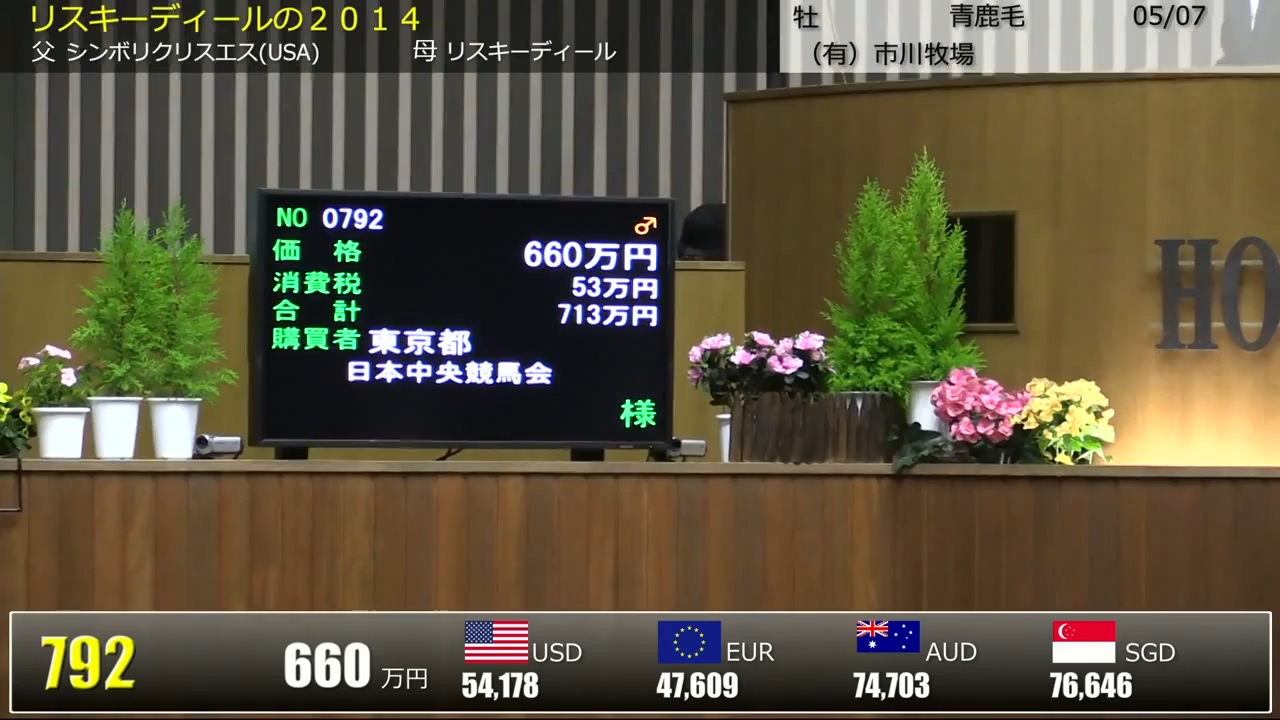 リスキーディールの２０１４
父 シンボリクリスエス(USA) 母 リスキーディール
牡 青鹿毛 05/07
（有）市川牧場
NO 0792 ♂
価 格 660万円
消費税 53万円
合 計 713万円
購買者 東京都
日本中央競馬会
様
HO
792 660 万円
USD 54,178
EUR 47,609
AUD 74,703
SGD 76,646